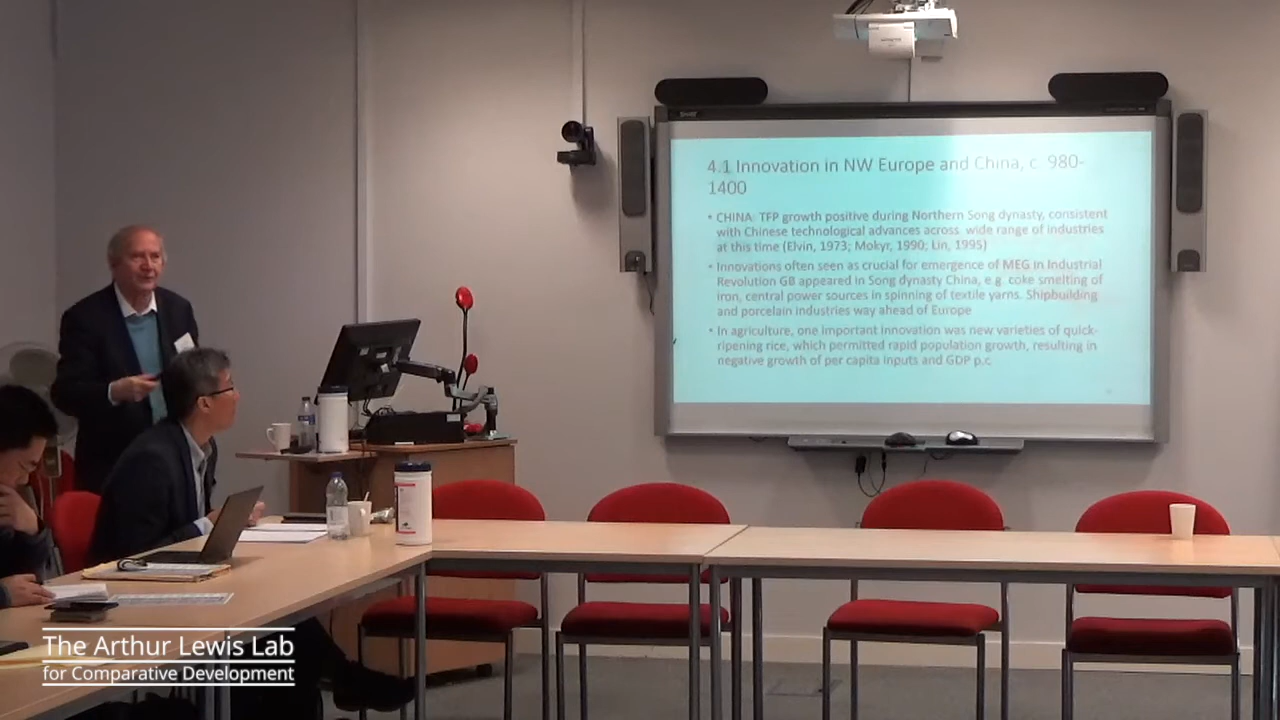 4.1 Innovation in NW Europe and China, c. 980-
1400
• CHINA: TFP growth positive during Northern Song dynasty, consistent
with Chinese technological advances across wide range of industries
at this time (Elvin, 1973; Mokyr, 1990; Lin, 1995)
• Innovations often seen as crucial for emergence of MEG in Industrial
Revolution GB appeared in Song dynasty China, e.g. coke smelting of
iron, central power sources in spinning of textile yarns. Shipbuilding
and porcelain industries way ahead of Europe
• In agriculture, one important innovation was new varieties of quick-
ripening rice, which permitted rapid population growth, resulting in
negative growth of per capita inputs and GDP p.c.
The Arthur Lewis Lab
for Comparative Development